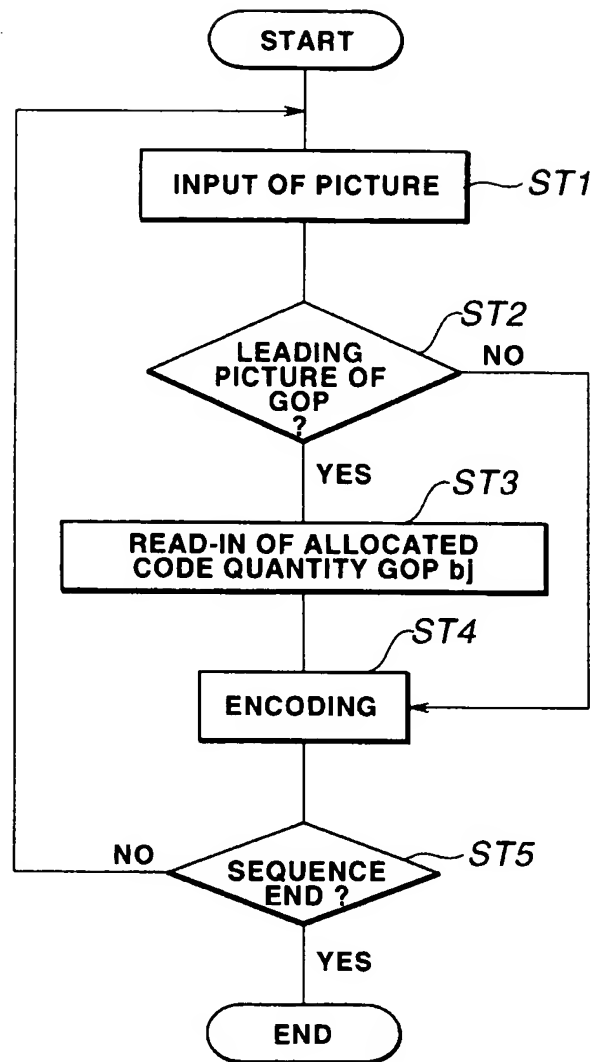 START
INPUT OF PICTURE
ST1
ST2
LEADING
PICTURE OF
GOP
?
NO
YES
ST3
READ-IN OF ALLOCATED
CODE QUANTITY GOP bj
ST4
ENCODING
NO
SEQUENCE
END ?
ST5
YES
END